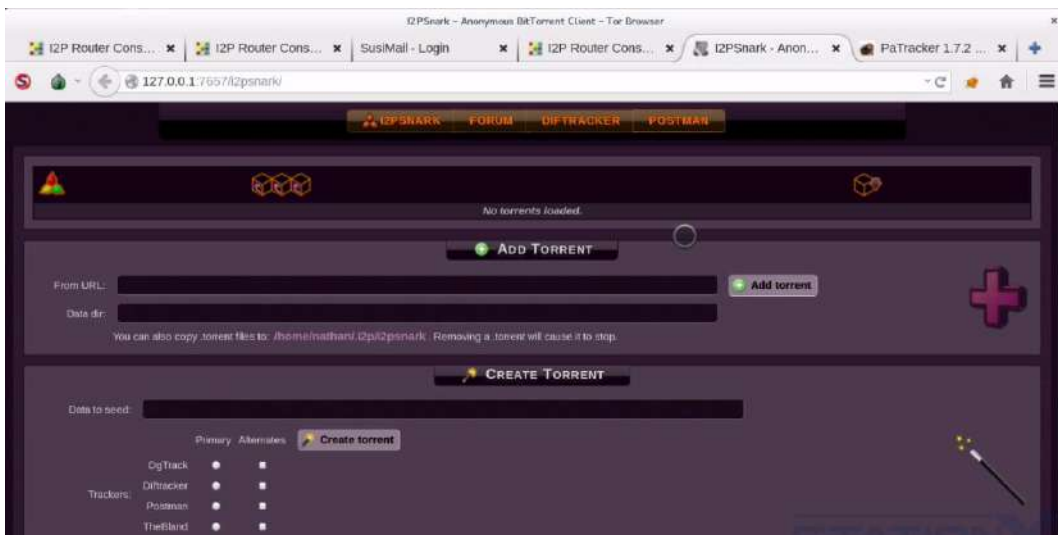 I2PSnark - Anonymous BitTorrent Client - Tor Browser
I2P Router Cons... I2P Router Cons... SusiMail - Login I2P Router Cons... I2PSnark - Anon... PaTracker 1.7.2 ...
127.0.0.1:7657/i2psnark/
I2PSNARK FORUM DIFTRACKER POSTMAN
No torrents loaded.
ADD TORRENT
From URL: Add torrent
Data dir:
You can also copy .torrent files to: /home/nathan/.i2p/i2psnark . Removing a .torrent will cause it to stop.
CREATE TORRENT
Data to seed:
Primary Alternates Create torrent
DgTrack
Diftracker
Trackers:
Postman
TheBland